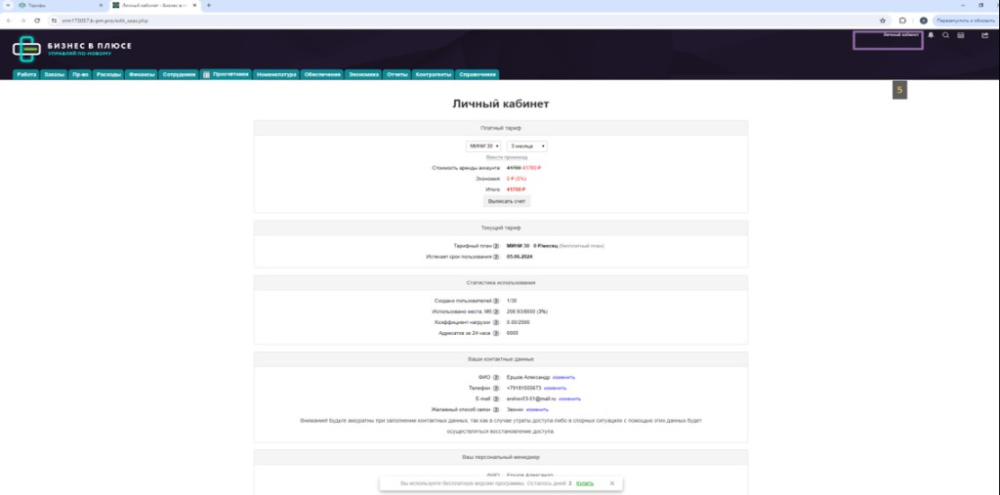 Тарифы
Личный кабинет - Бизнес в п
crm173057.b-pm.pro/edit_saas.php
Перезапустить и обновить
БИЗНЕС В ПЛЮСЕ
УПРАВЛЯЙ ПО-НОВОМУ
Личный кабинет
Работа Заказы Пр-во Расходы Финансы Сотрудники Просчётчики Номенклатура Обеспечение Экономика Отчеты Контрагенты Справочники
5
Личный кабинет
Платный тариф
МИНИ 30 3 месяца
Ввести промокод
Стоимость аренды аккаунта: 41700 41700 ₽
Экономия: 0 ₽ (0%)
Итого: 41700 ₽
Выписать счет
Текущий тариф
Тарифный план ? : МИНИ 30 0 ₽/месяц (бесплатный план)
Истекает срок пользования ? : 05.06.2024
Статистика использования
Создано пользователей ? : 1/30
Использовано места, Мб ? : 208.93/8000 (3%)
Коэффициент нагрузки ? : 0.00/2500
Адресатов за 24 часа ? : 6000
Ваши контактные данные
ФИО ? : Ершов Александр изменить
Телефон ? : +79181555673 изменить
E-mail ? : ershov53-51@mail.ru изменить
Желаемый способ связи ? : Звонок изменить
Внимание! Будьте аккуратны при заполнении контактных данных, так как в случае утраты доступа либо в спорных ситуациях с помощью этих данных будет
осуществляться восстановление доступа.
Ваш персональный менеджер
ФИО : Ершов Александр
Вы используете бесплатную версию программы. Осталось дней: 2 Купить ×